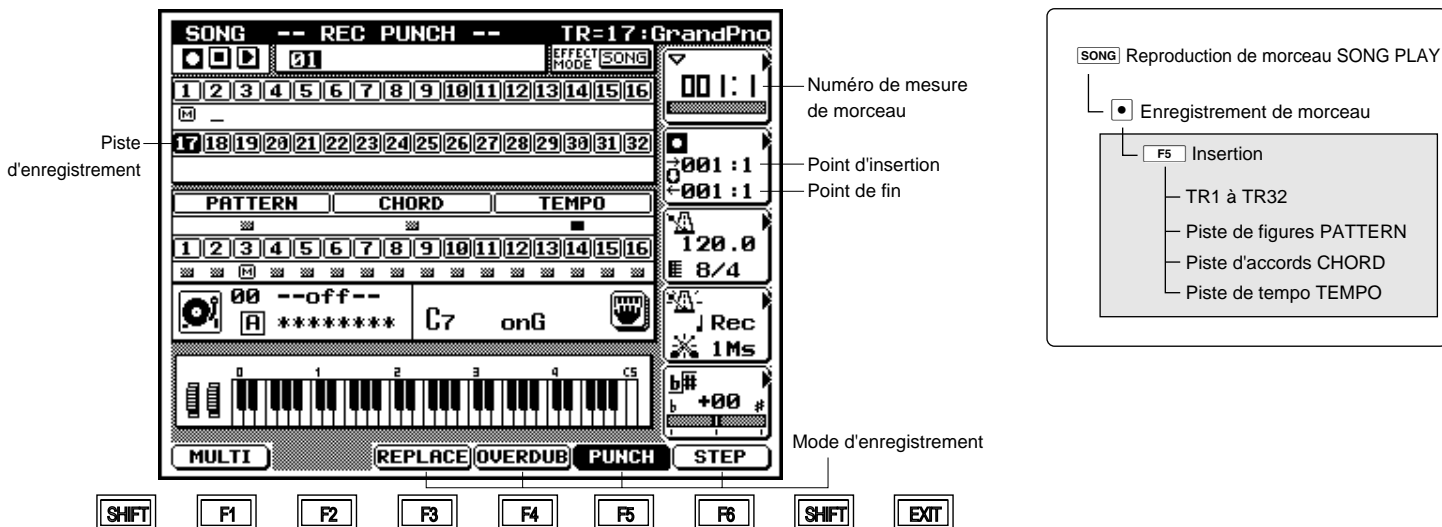 SONG -- REC PUNCH -- TR=17:GrandPno
01 EFFECT MODE SONG
1 2 3 4 5 6 7 8 9 10 11 12 13 14 15 16
M _
17 18 19 20 21 22 23 24 25 26 27 28 29 30 31 32
PATTERN CHORD TEMPO
1 2 3 4 5 6 7 8 9 10 11 12 13 14 15 16
M
00 --off--
A ******** C7 onG
0 1 2 3 4 C5
001:1
→001:1
←001:1
120.0
8/4
♩Rec
1Ms
b#
b +00 #
MULTI REPLACE OVERDUB PUNCH STEP
SHIFT F1 F2 F3 F4 F5 F6 SHIFT EXIT
Piste
d'enregistrement
Numéro de mesure
de morceau
Point d'insertion
Point de fin
Mode d'enregistrement
SONG Reproduction de morceau SONG PLAY
Enregistrement de morceau
F5 Insertion
TR1 à TR32
Piste de figures PATTERN
Piste d'accords CHORD
Piste de tempo TEMPO